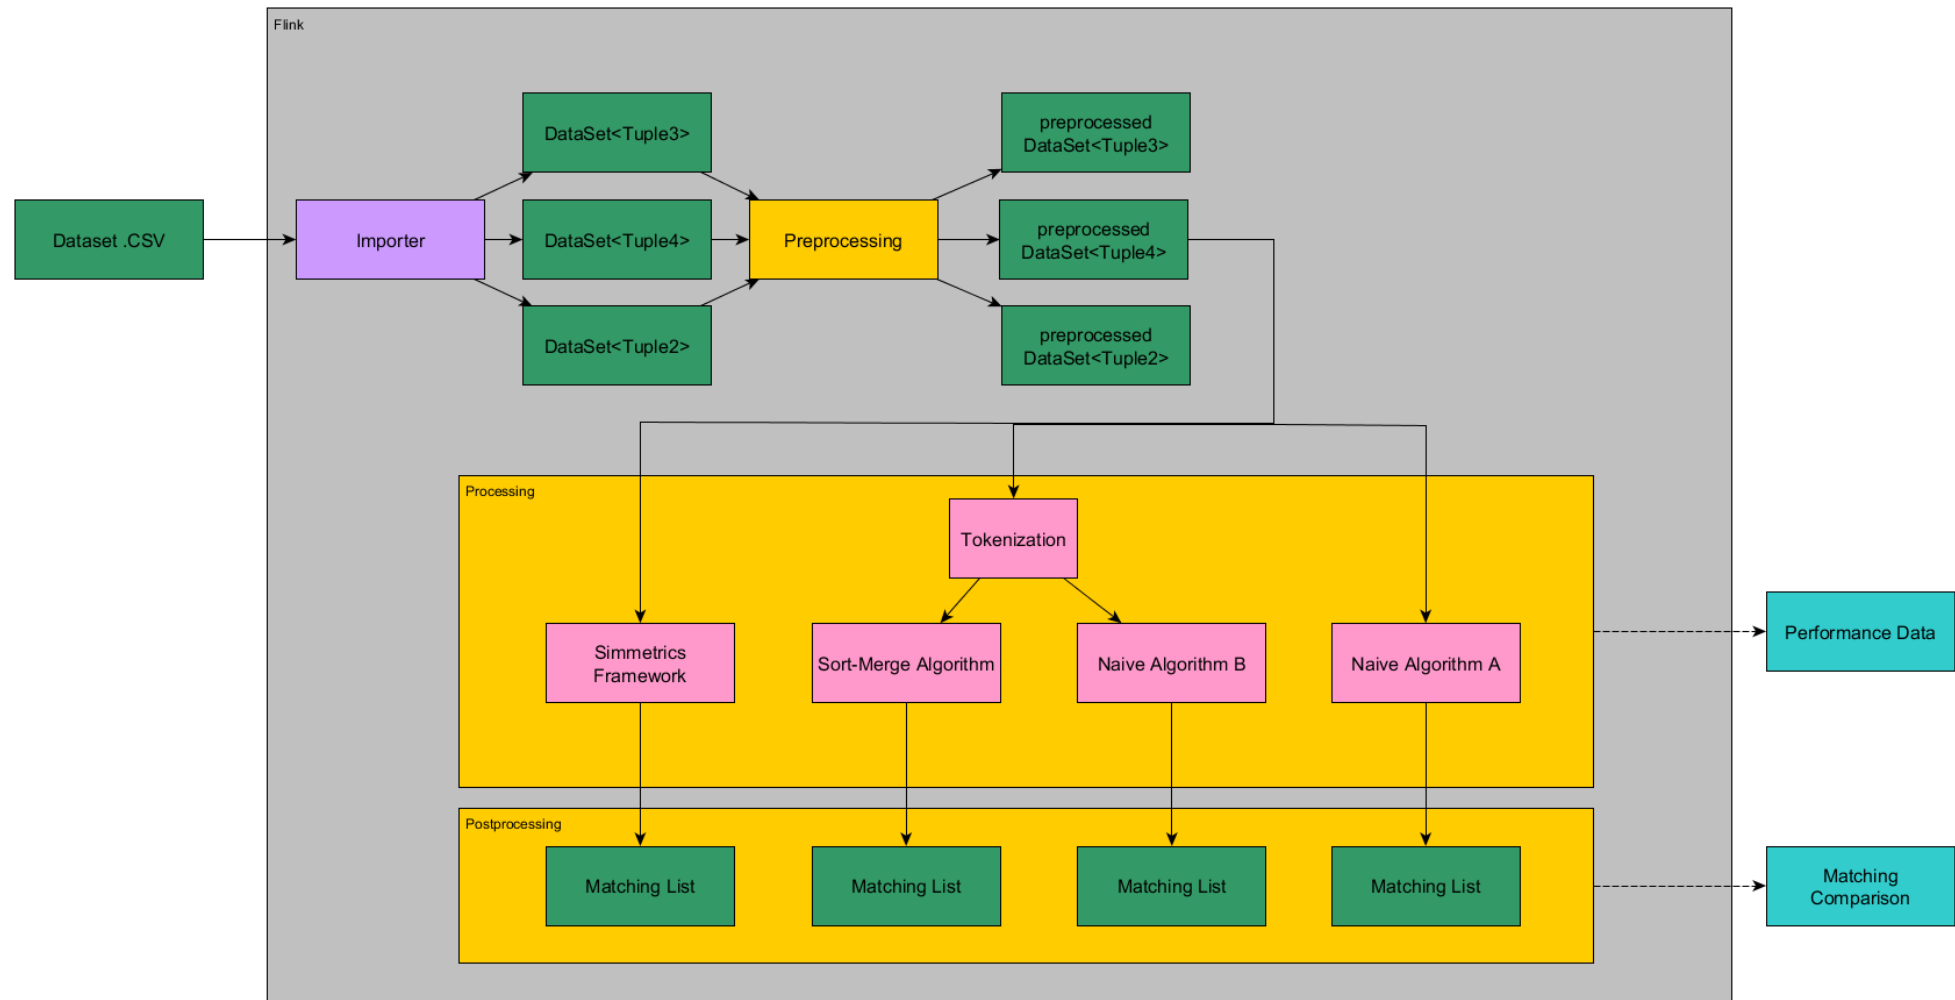 Flink
DataSet<Tuple3>
preprocessed
DataSet<Tuple3>
Dataset .CSV
Importer
DataSet<Tuple4>
Preprocessing
preprocessed
DataSet<Tuple4>
DataSet<Tuple2>
preprocessed
DataSet<Tuple2>
Processing
Tokenization
Simmetrics
Framework
Sort-Merge Algorithm
Naive Algorithm B
Naive Algorithm A
Performance Data
Postprocessing
Matching List
Matching List
Matching List
Matching List
Matching
Comparison